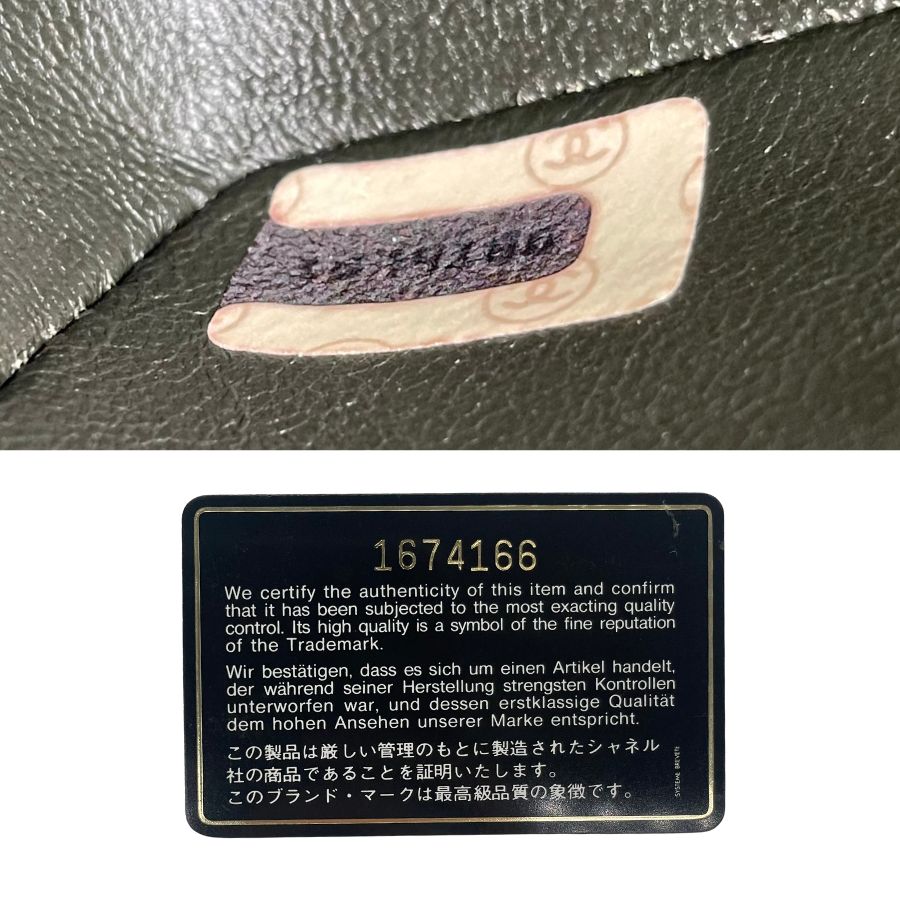 1674166
We certify the authenticity of this item and confirm
that it has been subjected to the most exacting quality
control. Its high quality is a symbol of the fine reputation
of the Trademark.
Wir bestätigen, dass es sich um einen Artikel handelt,
der während seiner Herstellung strengsten Kontrollen
unterworfen war, und dessen erstklassige Qualität
dem hohen Ansehen unserer Marke entspricht.
この製品は厳しい管理のもとに製造されたシャネル
社の商品であることを証明いたします。
このブランド・マークは最高級品質の象徴です。
SYSTEME BREVETE